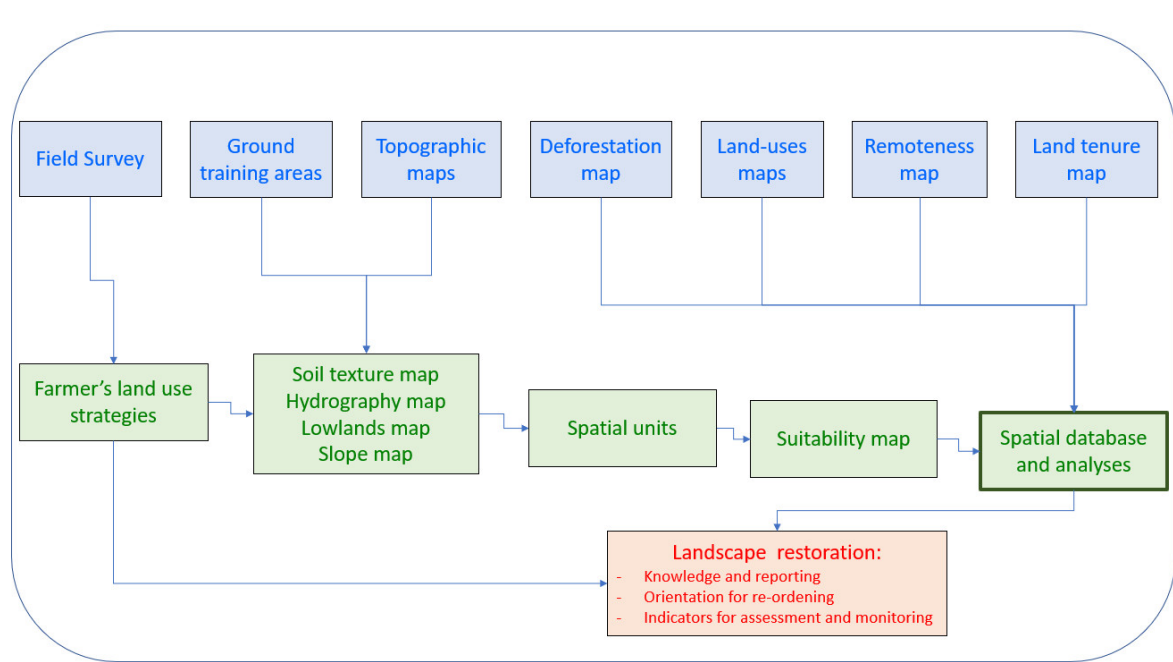 Field Survey
Ground
training areas
Topographic
maps
Deforestation
map
Land-uses
maps
Remoteness
map
Land tenure
map
Farmer's land use
strategies
Soil texture map
Hydrography map
Lowlands map
Slope map
Spatial units
Suitability map
Spatial database
and analyses
Landscape restoration:
- Knowledge and reporting
- Orientation for re-ordering
- Indicators for assessment and monitoring